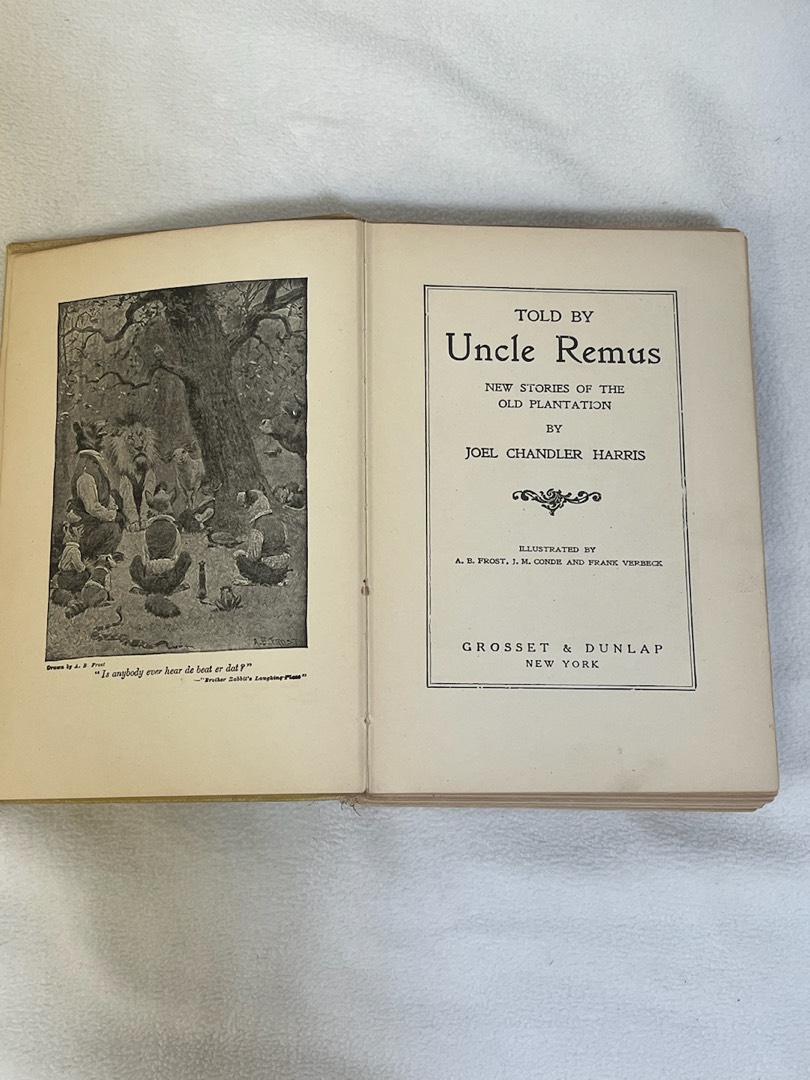 A. B. FROST
Drawn by A. B. Frost
"Is anybody ever hear de beat er dat?"
—"Brother Rabbit's Laughing-Place"
TOLD BY
Uncle Remus
NEW STORIES OF THE
OLD PLANTATION
BY
JOEL CHANDLER HARRIS
ILLUSTRATED BY
A. B. FROST, J. M. CONDE AND FRANK VERBECK
GROSSET & DUNLAP
NEW YORK